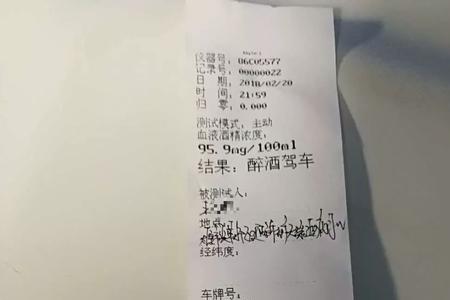 仪器号: 06C05577
记录号: 00000022
日 期: 2018/02/20
时 间: 21:59
归 零: 0.000
测试模式: 主动
血液酒精浓度:
95.9mg/100ml
结果: 醉酒驾车
被测试人:
地点:
经纬度:
车牌号: